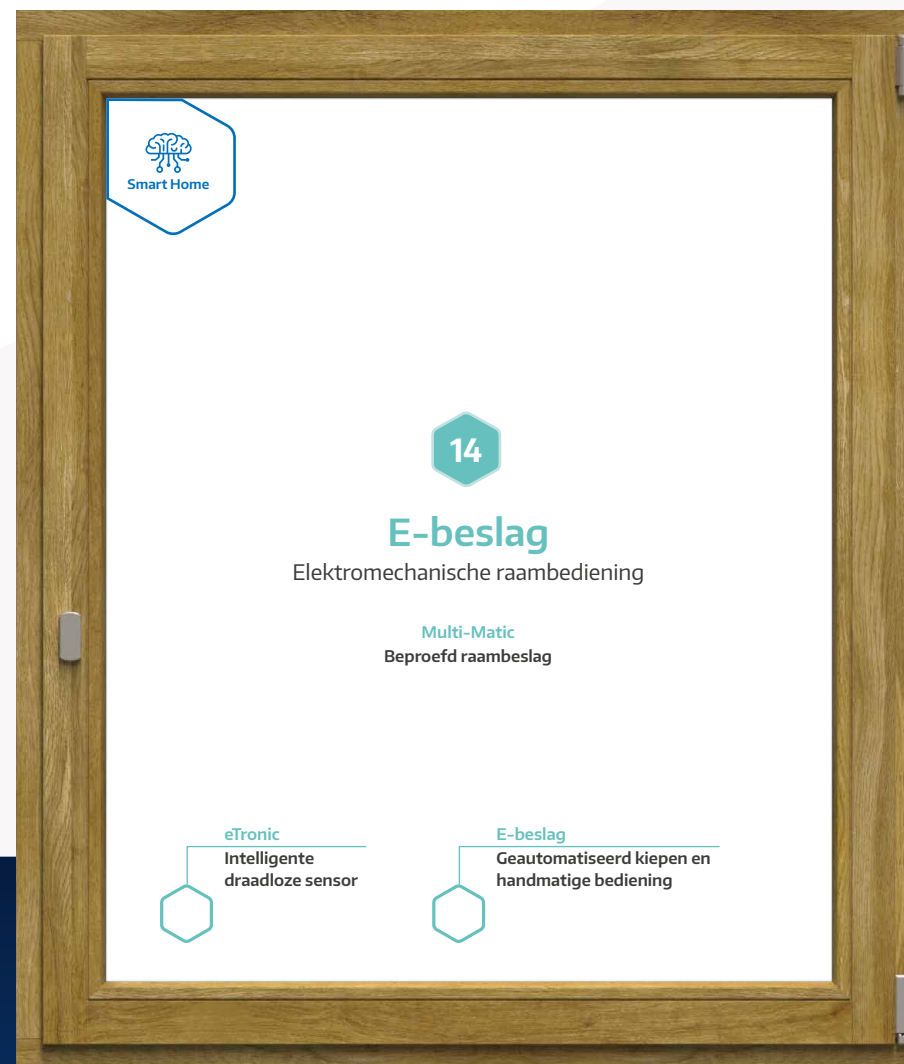 Smart Home
14
E-beslag
Elektromechanische raambediening
Multi-Matic
Beproefd raambeslag
eTronic
Intelligente
draadloze sensor
E-beslag
Geautomatiseerd kiepen en
handmatige bediening